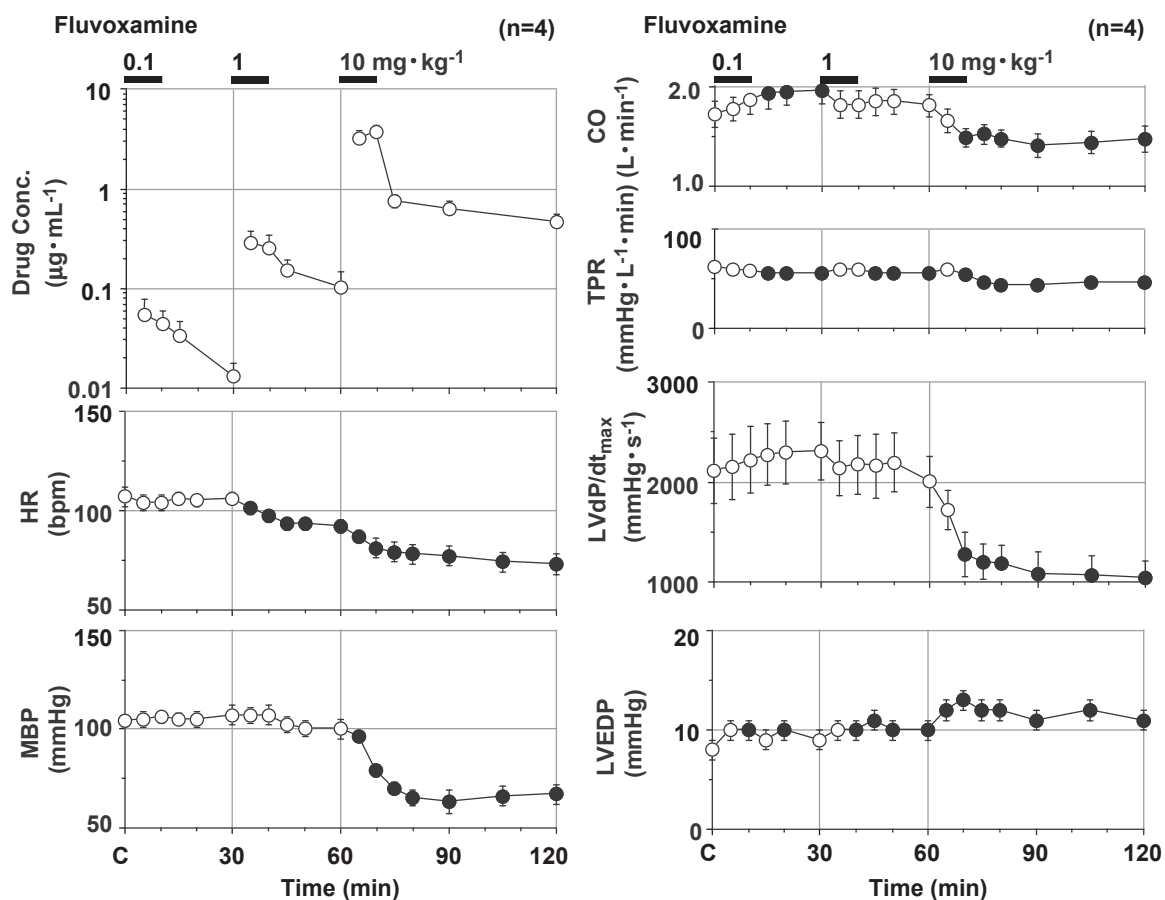 Fluvoxamine (n=4)
0.1 1 10 mg•kg-1
10
1
0.1
0.01
Drug Conc.
(μg•mL-1)
150
100
50
HR
(bpm)
150
100
50
MBP
(mmHg)
C 30 60 90 120
Time (min)
Fluvoxamine (n=4)
0.1 1 10 mg•kg-1
2.0
1.0
CO
(L•min-1)
100
0
TPR
(mmHg•L-1•min)
3000
2000
1000
LVdP/dtmax
(mmHg•s-1)
20
10
0
LVEDP
(mmHg)
C 30 60 90 120
Time (min)